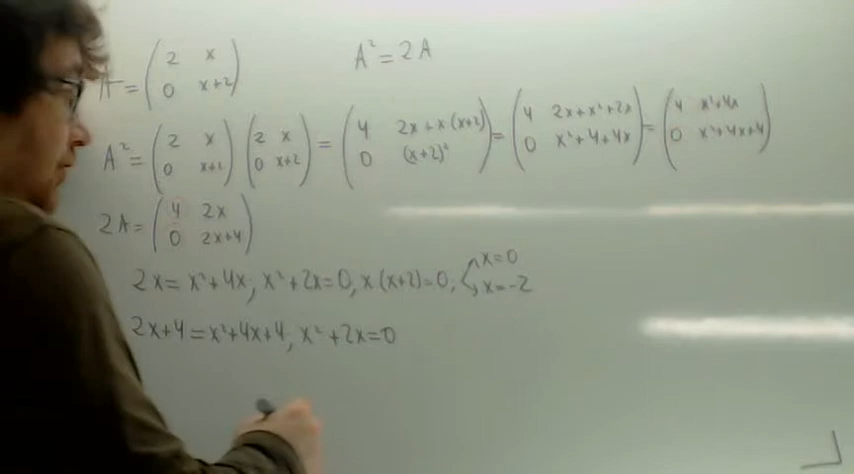 A = ( 2 x ; 0 x+2 ) A² = 2A
A² = ( 2 x ; 0 x+2 ) ( 2 x ; 0 x+2 ) = ( 4 2x+x(x+2) ; 0 (x+2)² ) = ( 4 2x+x²+2x ; 0 x²+4+4x ) = ( 4 x²+4x ; 0 x²+4x+4 )
2A = ( 4 2x ; 0 2x+4 )
2x = x²+4x; x²+2x=0, x(x+2)=0, x=0
x=-2
2x+4=x²+4x+4; x²+2x=0